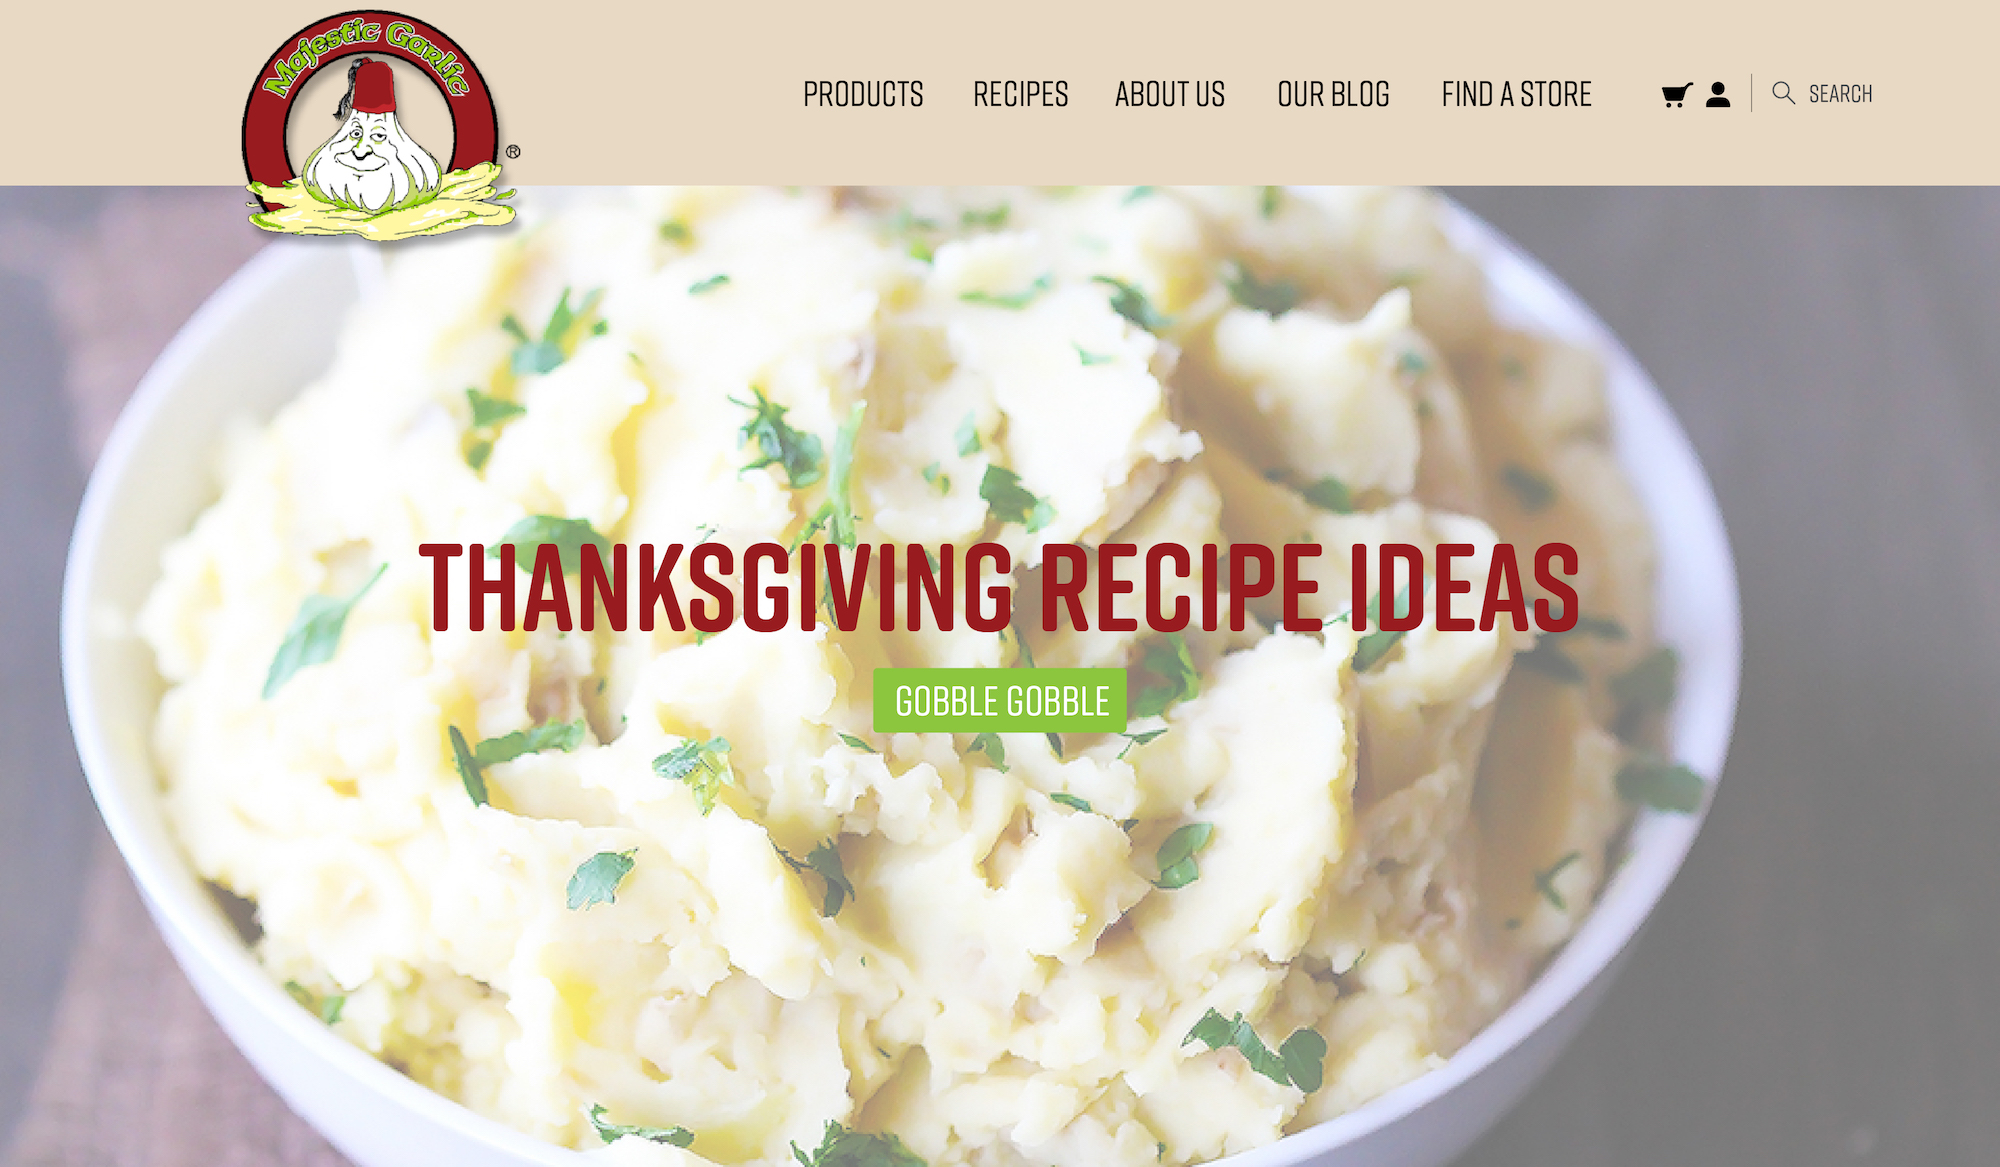 Majestic Garlic
®
PRODUCTS RECIPES ABOUT US OUR BLOG FIND A STORE SEARCH
THANKSGIVING RECIPE IDEAS
GOBBLE GOBBLE